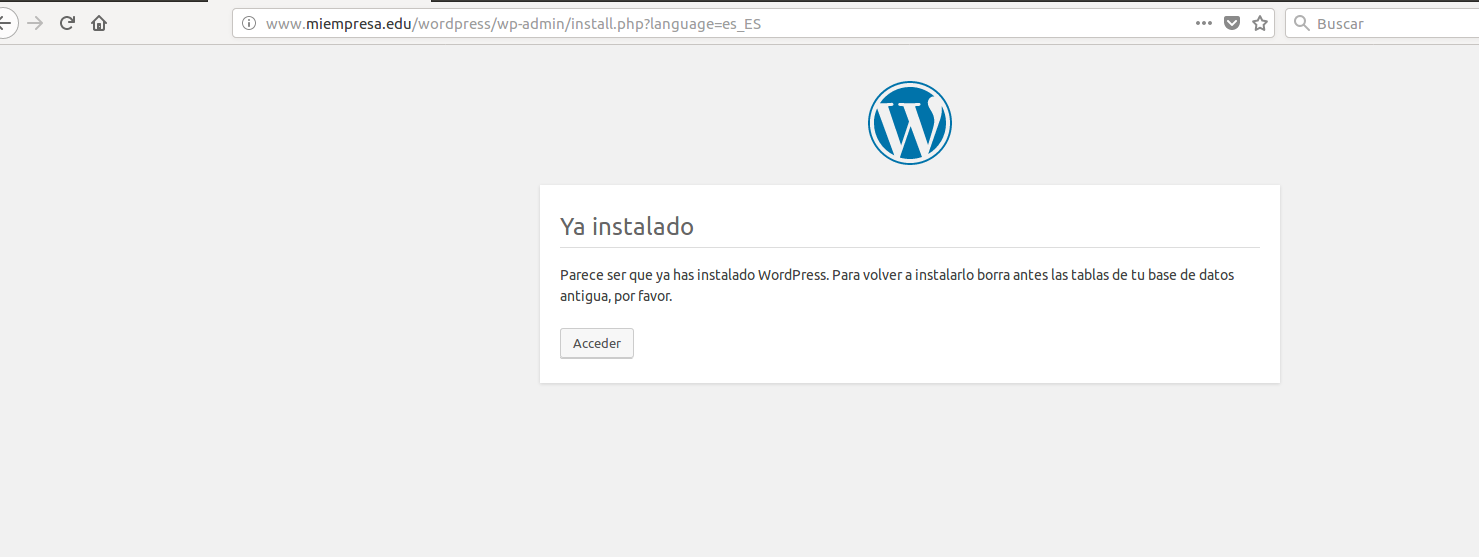 www.miempresa.edu/wordpress/wp-admin/install.php?language=es_ES
Buscar
Ya instalado
Parece ser que ya has instalado WordPress. Para volver a instalarlo borra antes las tablas de tu base de datos
antigua, por favor.
Acceder